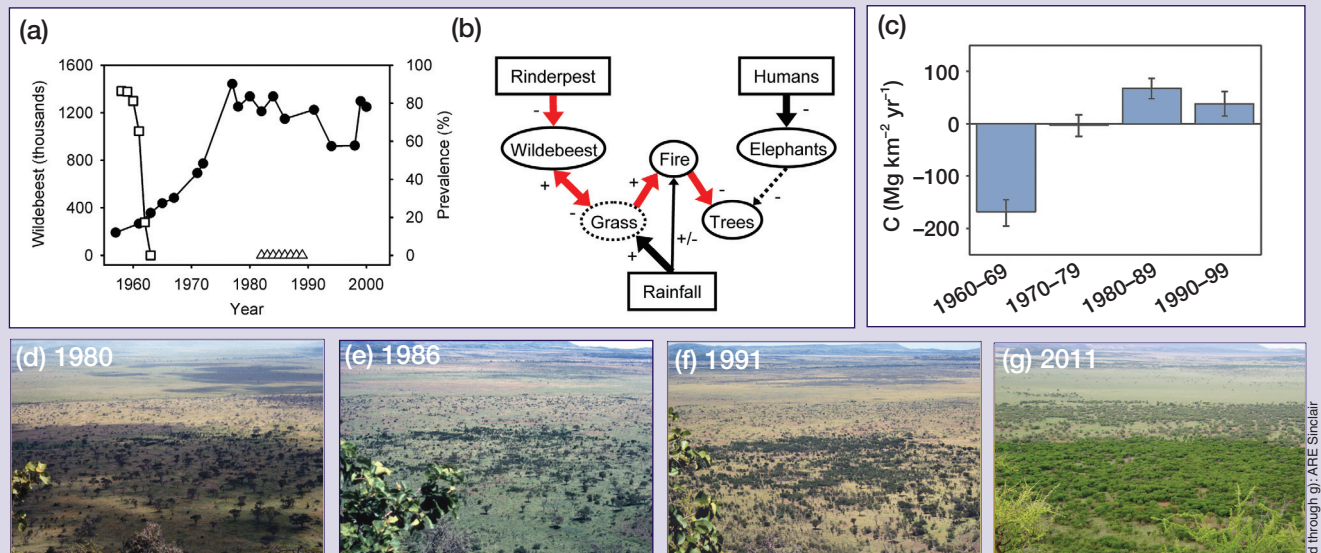 (a)
1600
1200
800
400
0
Wildebeest (thousands)
100
80
60
40
20
0
Prevalence (%)
1960
1970
1980
1990
2000
Year
(b)
Rinderpest
Humans
-
-
Wildebeest
Fire
Elephants
+
-
+
-
-
Grass
Trees
+
+/-
Rainfall
(c)
100
0
−100
−200
C (Mg km⁻² yr⁻¹)
1960–69
1970–79
1980–89
1990–99
(d) 1980
(e) 1986
(f) 1991
(g) 2011
d through g): ARE Sinclair